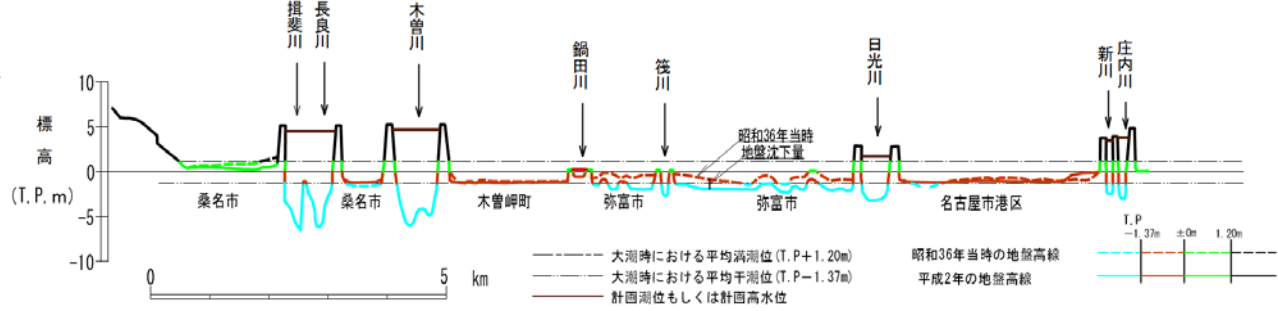 揖斐川
長良川
木曽川
鍋田川
筏川
日光川
新川
庄内川
標高
(T.P.m)
10
5
0
-5
-10
昭和36年当時
地盤沈下量
桑名市
桑名市
木曽岬町
弥富市
弥富市
名古屋市港区
0
5
km
大潮時における平均満潮位(T.P+1.20m)
大潮時における平均干潮位(T.P-1.37m)
計画潮位もしくは計画高水位
T.P
-1.37m
±0m
1.20m
昭和36年当時の地盤高線
平成2年の地盤高線